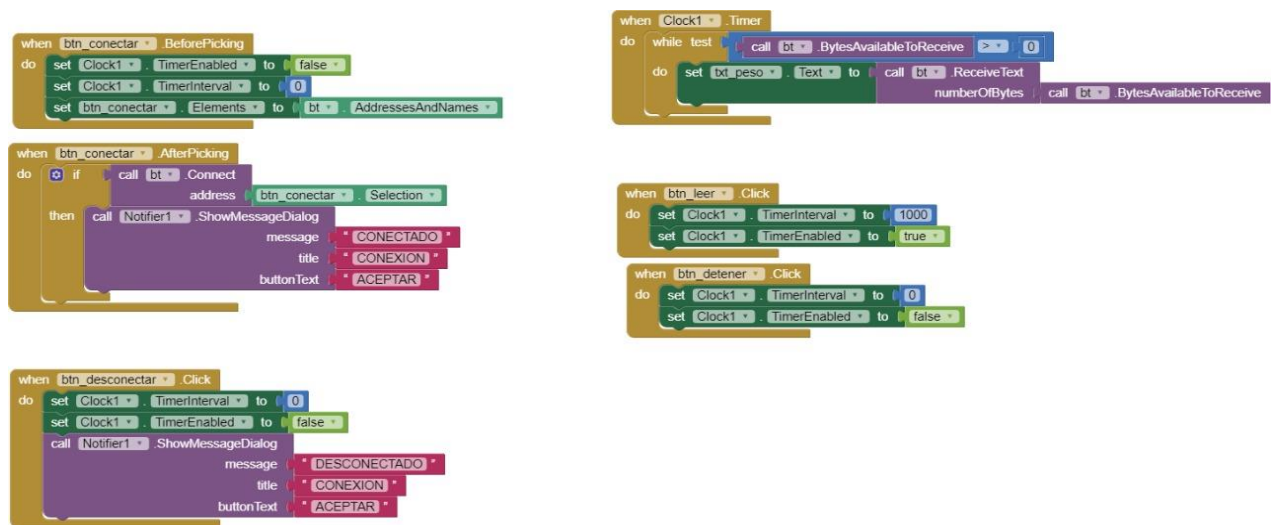 when btn_conectar .BeforePicking
do set Clock1 . TimerEnabled to false
set Clock1 . TimerInterval to 0
set btn_conectar . Elements to bt . AddressesAndNames
when btn_conectar .AfterPicking
do if call bt .Connect
address btn_conectar . Selection
then call Notifier1 .ShowMessageDialog
message " CONECTADO "
title " CONEXION "
buttonText " ACEPTAR "
when btn_desconectar .Click
do set Clock1 . TimerInterval to 0
set Clock1 . TimerEnabled to false
call Notifier1 .ShowMessageDialog
message " DESCONECTADO "
title " CONEXION "
buttonText " ACEPTAR "
when Clock1 .Timer
do while test call bt .BytesAvailableToReceive > 0
do set txt_peso . Text to call bt .ReceiveText
numberOfBytes call bt .BytesAvailableToReceive
when btn_leer .Click
do set Clock1 . TimerInterval to 1000
set Clock1 . TimerEnabled to true
when btn_detener .Click
do set Clock1 . TimerInterval to 0
set Clock1 . TimerEnabled to false